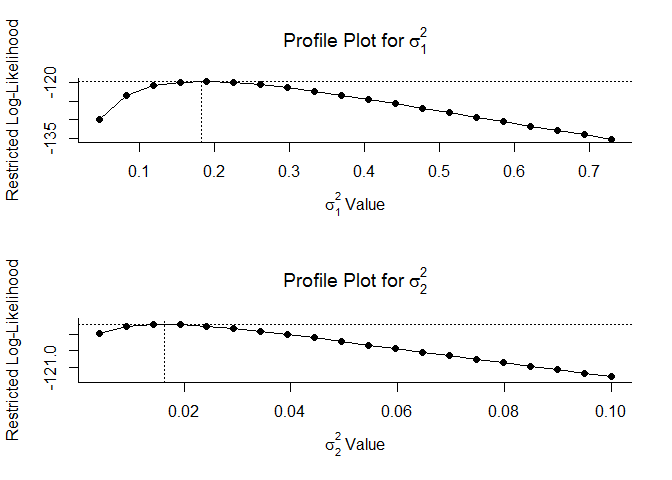 Profile Plot for σ₁²
Restricted Log-Likelihood
-120
-135
0.1 0.2 0.3 0.4 0.5 0.6 0.7
σ₁² Value
Profile Plot for σ₂²
Restricted Log-Likelihood
-121.0
0.02 0.04 0.06 0.08 0.10
σ₂² Value